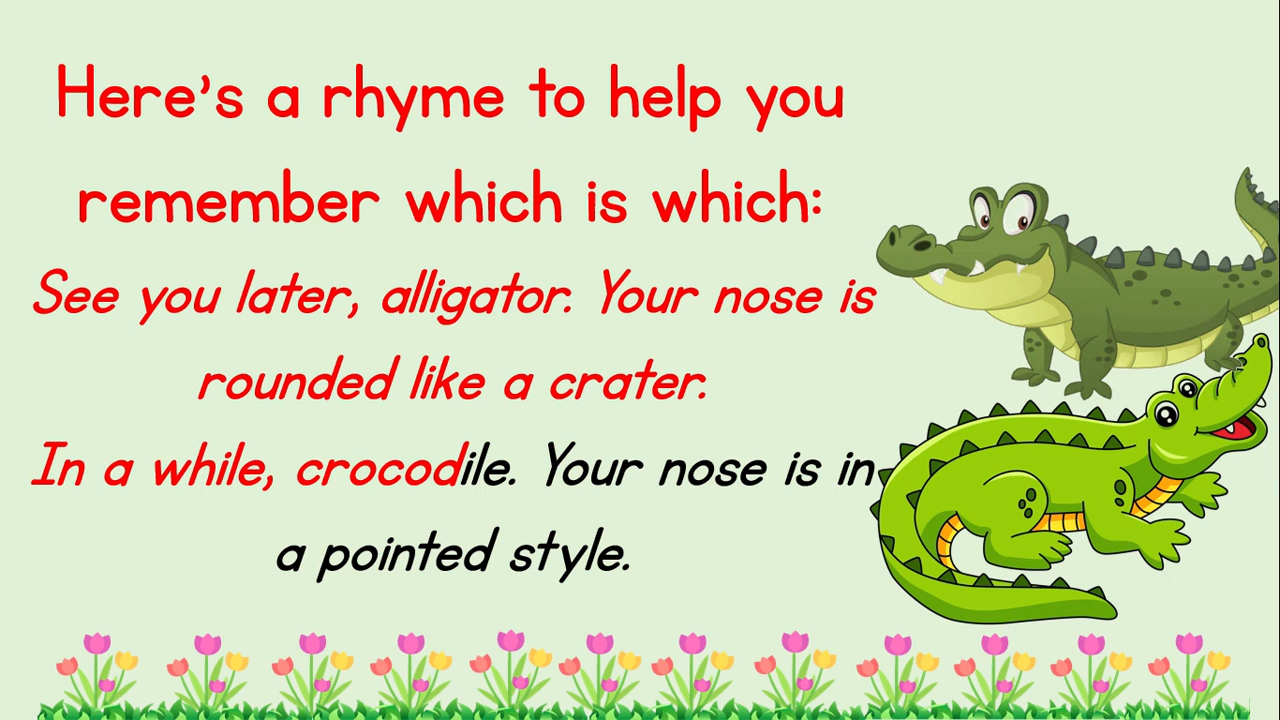 Here's a rhyme to help you
remember which is which:
See you later, alligator. Your nose is
rounded like a crater.
In a while, crocodile. Your nose is in
a pointed style.